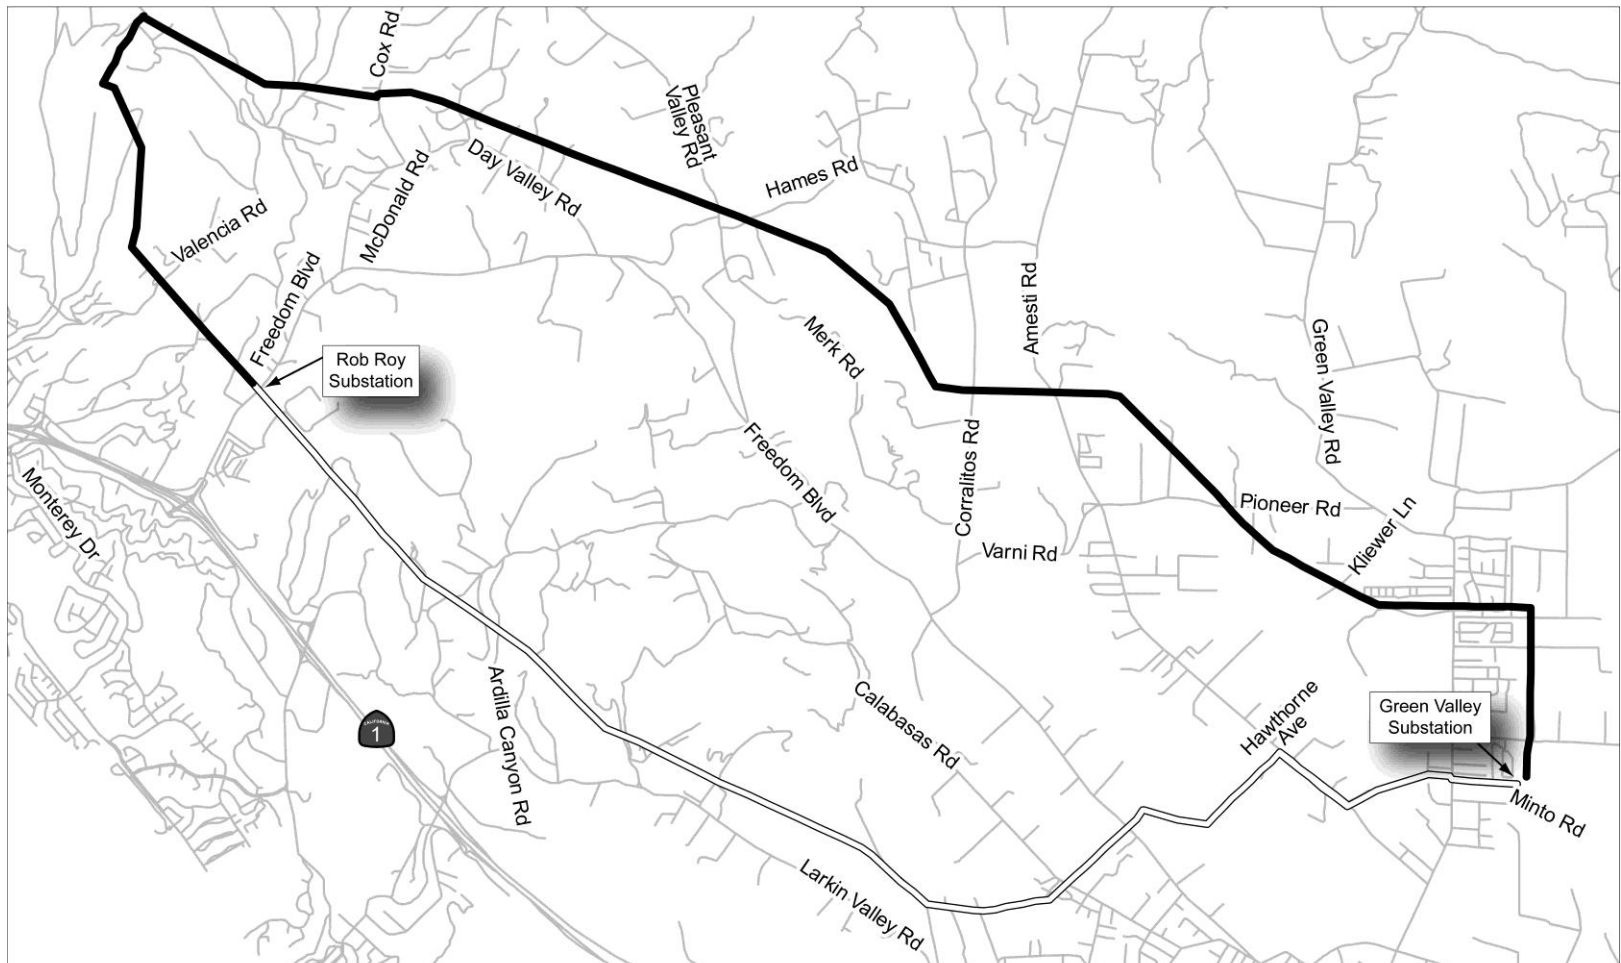 Cox Rd
Pleasant
Valley Rd
Day Valley Rd
Hames Rd
McDonald Rd
Valencia Rd
Freedom Blvd
Rob Roy
Substation
Merk Rd
Amesti Rd
Green Valley Rd
Freedom Blvd
Corralitos Rd
Varni Rd
Pioneer Rd
Kliewer Ln
Monterey Dr
CALIFORNIA
1
Ardilla Canyon Rd
Calabasas Rd
Hawthorne
Ave
Green Valley
Substation
Minto Rd
Larkin Valley Rd